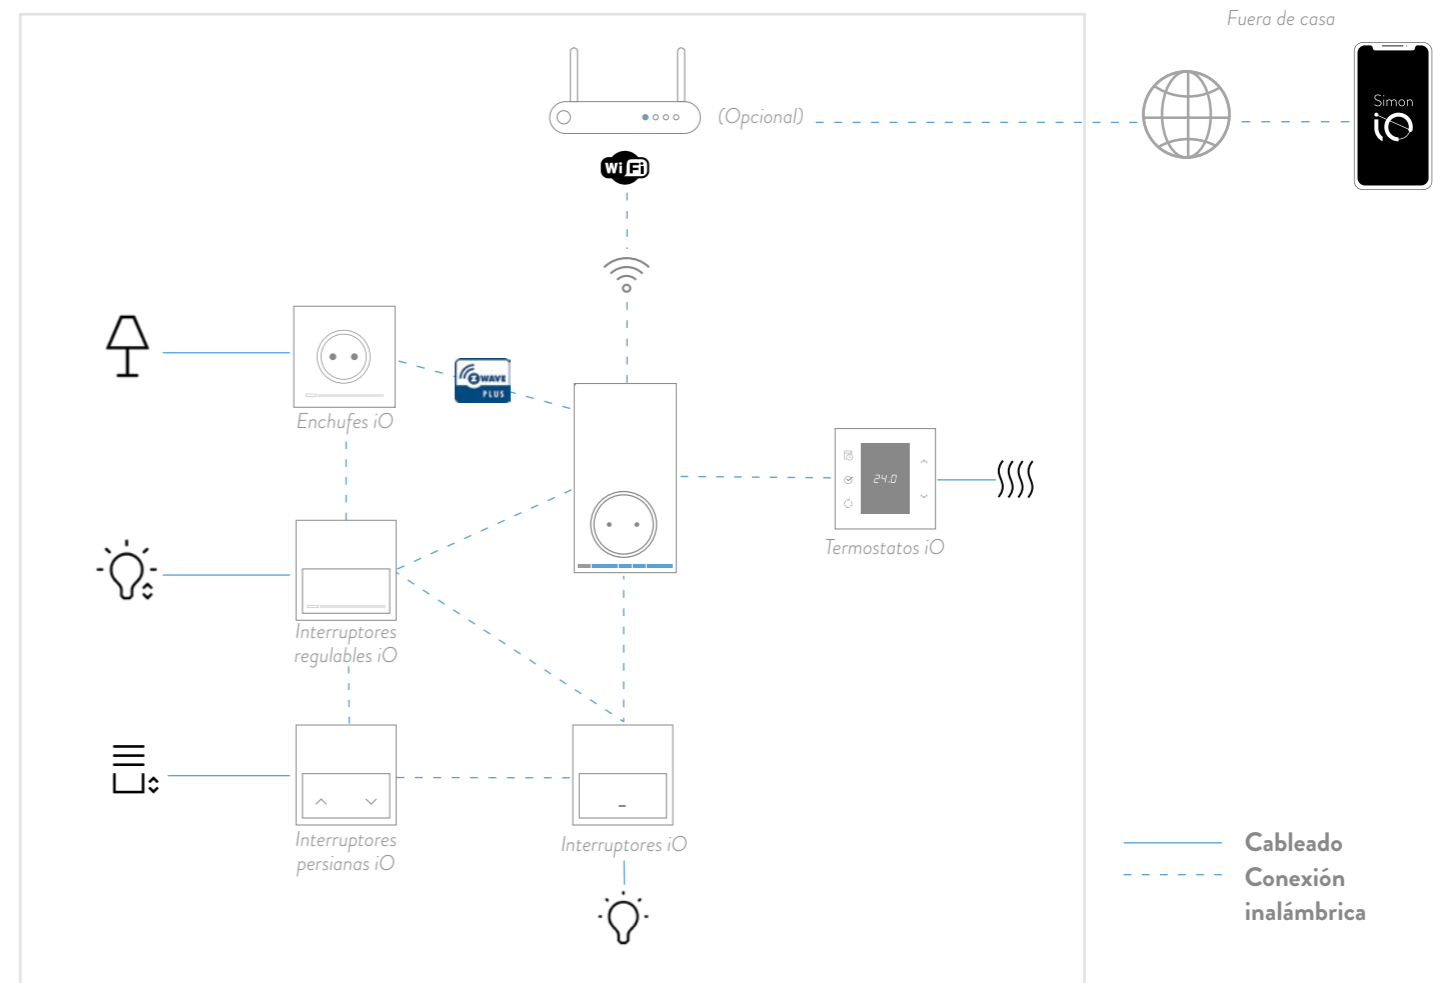 Fuera de casa
Simon
iO
(Opcional)
Wi Fi
Z WAVE
PLUS
Enchufes iO
24.0
Termostatos iO
Interruptores
regulables iO
Interruptores
persianas iO
Interruptores iO
Cableado
Conexión
inalámbrica